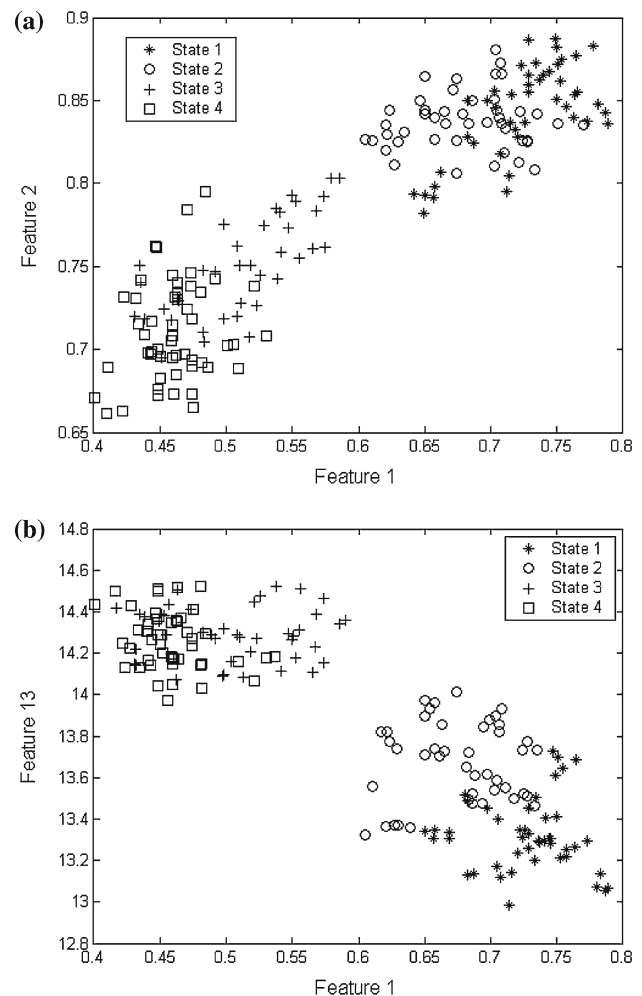 (a)
0.9
0.85
0.8
0.75
0.7
0.65
Feature 2
State 1
State 2
State 3
State 4
0.4 0.45 0.5 0.55 0.6 0.65 0.7 0.75 0.8
Feature 1
(b)
14.8
14.6
14.4
14.2
14
13.8
13.6
13.4
13.2
13
12.8
Feature 13
State 1
State 2
State 3
State 4
0.4 0.45 0.5 0.55 0.6 0.65 0.7 0.75 0.8
Feature 1